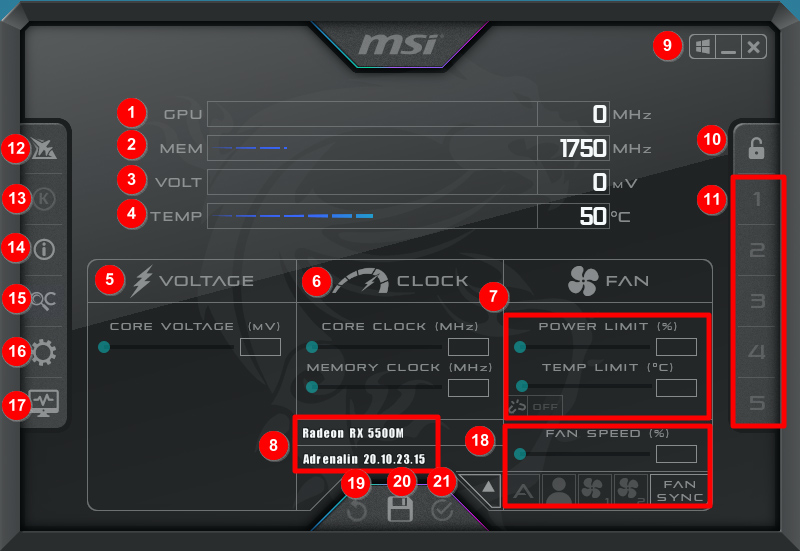 msi
9
1 GPU 0 MHz
2 MEM 1750 MHz
3 VOLT 0 mV
4 TEMP 50 °C
12
13 K
14 i
15 C
16
17
10
11
1
2
3
4
5
5 VOLTAGE
6 CLOCK
FAN
7
CORE VOLTAGE (MV)
CORE CLOCK (MHz)
POWER LIMIT (%)
MEMORY CLOCK (MHz)
TEMP LIMIT (°C)
OFF
8
Radeon RX 5500M
Adrenalin 20.10.23.15
18
FAN SPEED (%)
A
1
2
FAN
SYNC
19
20
21